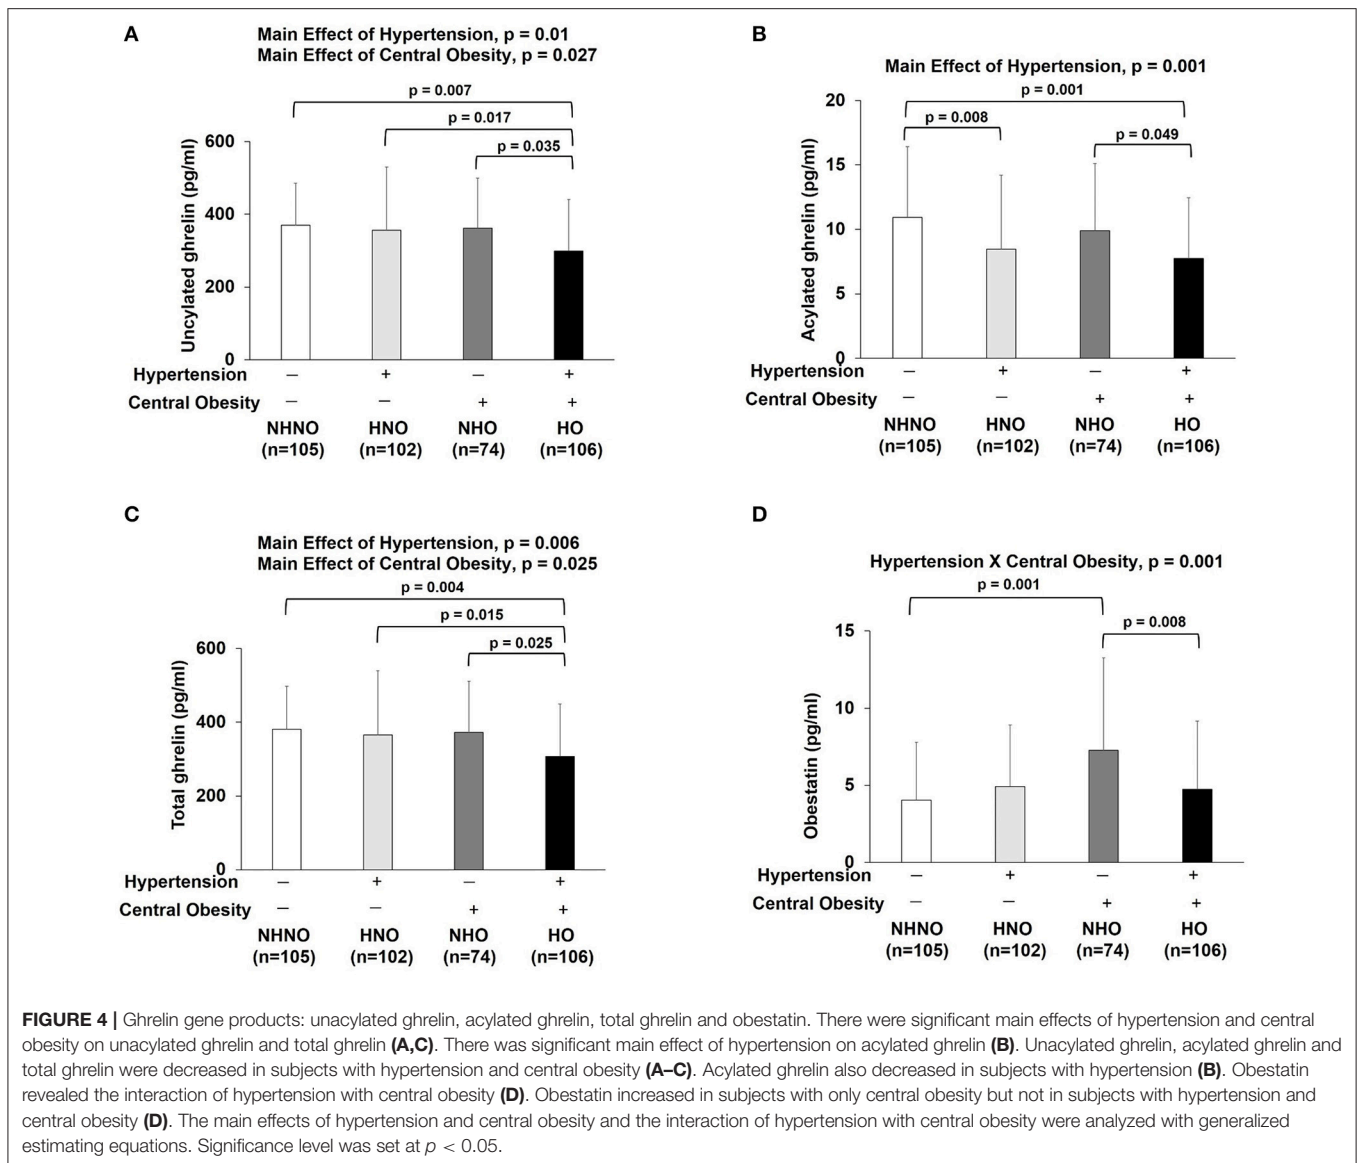 A
Main Effect of Hypertension, p = 0.01
Main Effect of Central Obesity, p = 0.027
p = 0.007
p = 0.017
p = 0.035
Uncylated ghrelin (pg/ml)
600
400
200
0
Hypertension – + – +
Central Obesity – – + +
NHNO HNO NHO HO
(n=105) (n=102) (n=74) (n=106)
B
Main Effect of Hypertension, p = 0.001
p = 0.001
p = 0.008
p = 0.049
Acylated ghrelin (pg/ml)
20
15
10
5
0
Hypertension – + – +
Central Obesity – – + +
NHNO HNO NHO HO
(n=105) (n=102) (n=74) (n=106)
C
Main Effect of Hypertension, p = 0.006
Main Effect of Central Obesity, p = 0.025
p = 0.004
p = 0.015
p = 0.025
Total ghrelin (pg/ml)
600
400
200
0
Hypertension – + – +
Central Obesity – – + +
NHNO HNO NHO HO
(n=105) (n=102) (n=74) (n=106)
D
Hypertension X Central Obesity, p = 0.001
p = 0.001
p = 0.008
Obestatin (pg/ml)
15
10
5
0
Hypertension – + – +
Central Obesity – – + +
NHNO HNO NHO HO
(n=105) (n=102) (n=74) (n=106)
FIGURE 4 | Ghrelin gene products: unacylated ghrelin, acylated ghrelin, total ghrelin and obestatin. There were significant main effects of hypertension and central
obesity on unacylated ghrelin and total ghrelin (A,C). There was significant main effect of hypertension on acylated ghrelin (B). Unacylated ghrelin, acylated ghrelin and
total ghrelin were decreased in subjects with hypertension and central obesity (A–C). Acylated ghrelin also decreased in subjects with hypertension (B). Obestatin
revealed the interaction of hypertension with central obesity (D). Obestatin increased in subjects with only central obesity but not in subjects with hypertension and
central obesity (D). The main effects of hypertension and central obesity and the interaction of hypertension with central obesity were analyzed with generalized
estimating equations. Significance level was set at p < 0.05.